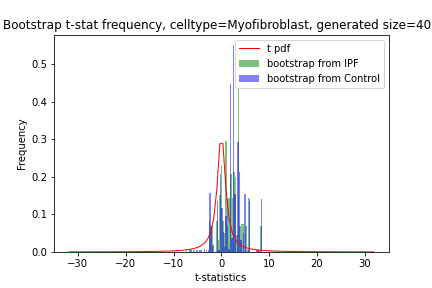 Bootstrap t-stat frequency, celltype=Myofibroblast, generated size=40
t pdf
bootstrap from IPF
bootstrap from Control
Frequency
0.5
0.4
0.3
0.2
0.1
0.0
−30
−20
−10
0
10
20
30
t-statistics